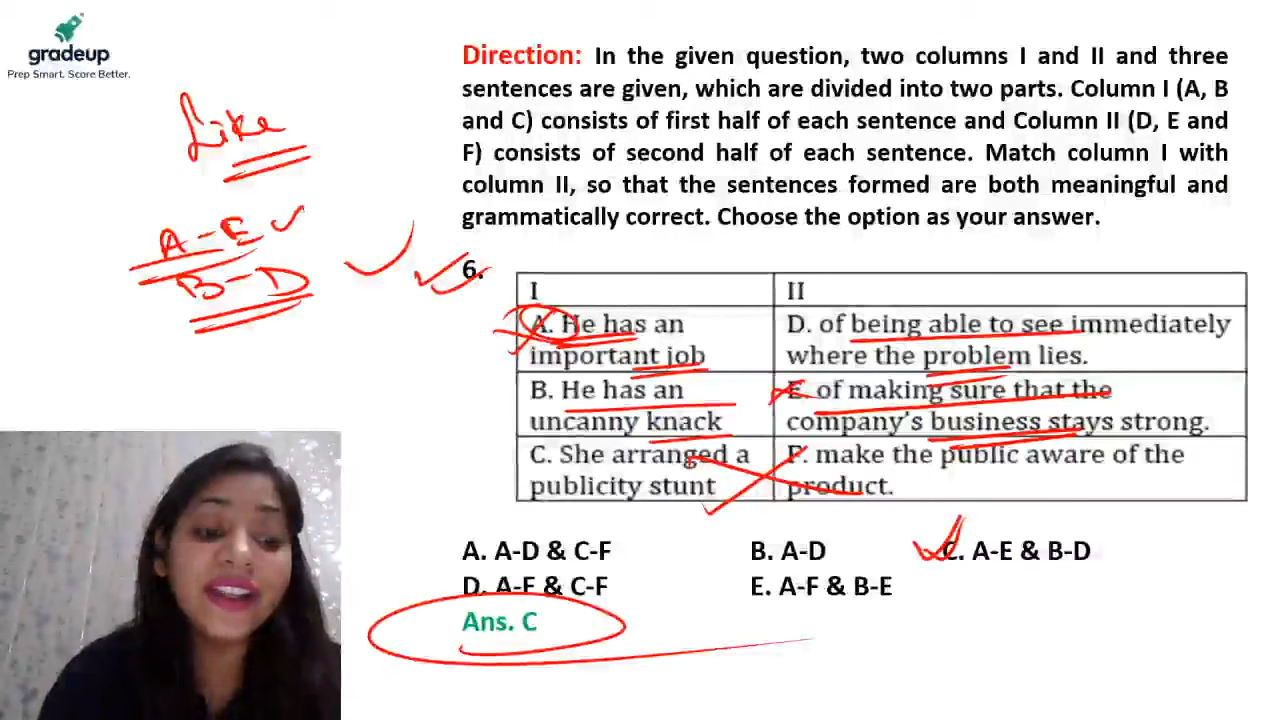 gradeup
Prep Smart. Score Better.
Like
A-E
B-D
Direction: In the given question, two columns I and II and three
sentences are given, which are divided into two parts. Column I (A, B
and C) consists of first half of each sentence and Column II (D, E and
F) consists of second half of each sentence. Match column I with
column II, so that the sentences formed are both meaningful and
grammatically correct. Choose the option as your answer.
6.
I
II
A. He has an
important job
D. of being able to see immediately
where the problem lies.
B. He has an
uncanny knack
E. of making sure that the
company's business stays strong.
C. She arranged a
publicity stunt
F. make the public aware of the
product.
A. A-D & C-F
B. A-D
C. A-E & B-D
D. A-E & C-F
E. A-F & B-E
Ans. C